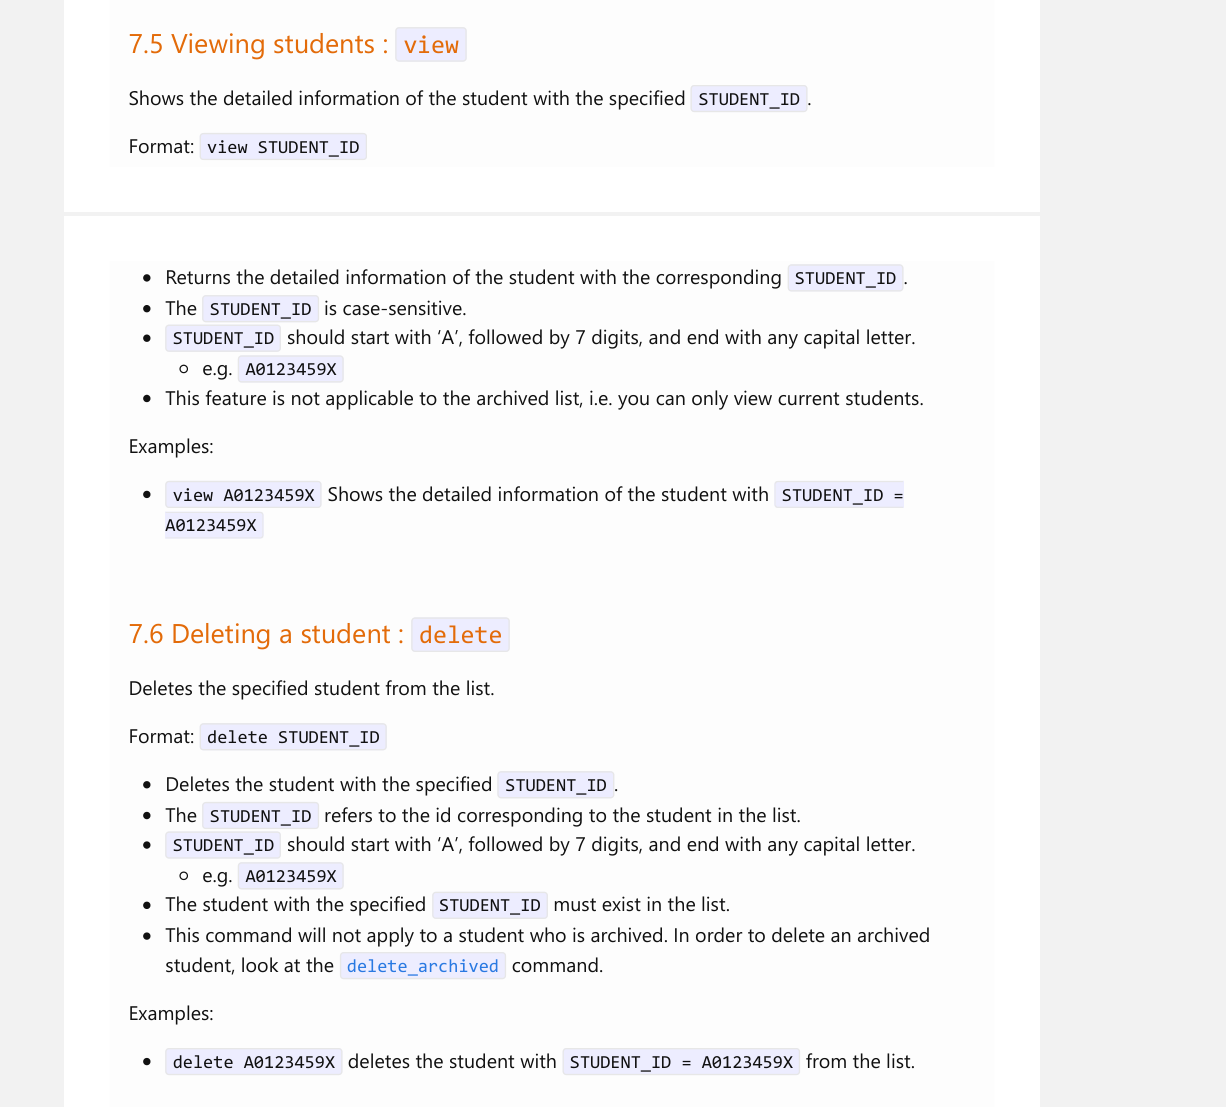 7.5 Viewing students : view
Shows the detailed information of the student with the specified STUDENT_ID.
Format: view STUDENT_ID
• Returns the detailed information of the student with the corresponding STUDENT_ID.
• The STUDENT_ID is case-sensitive.
• STUDENT_ID should start with ‘A’, followed by 7 digits, and end with any capital letter.
◦ e.g. A0123459X
• This feature is not applicable to the archived list, i.e. you can only view current students.
Examples:
• view A0123459X Shows the detailed information of the student with STUDENT_ID =
A0123459X
7.6 Deleting a student : delete
Deletes the specified student from the list.
Format: delete STUDENT_ID
• Deletes the student with the specified STUDENT_ID.
• The STUDENT_ID refers to the id corresponding to the student in the list.
• STUDENT_ID should start with ‘A’, followed by 7 digits, and end with any capital letter.
◦ e.g. A0123459X
• The student with the specified STUDENT_ID must exist in the list.
• This command will not apply to a student who is archived. In order to delete an archived
student, look at the delete_archived command.
Examples:
• delete A0123459X deletes the student with STUDENT_ID = A0123459X from the list.